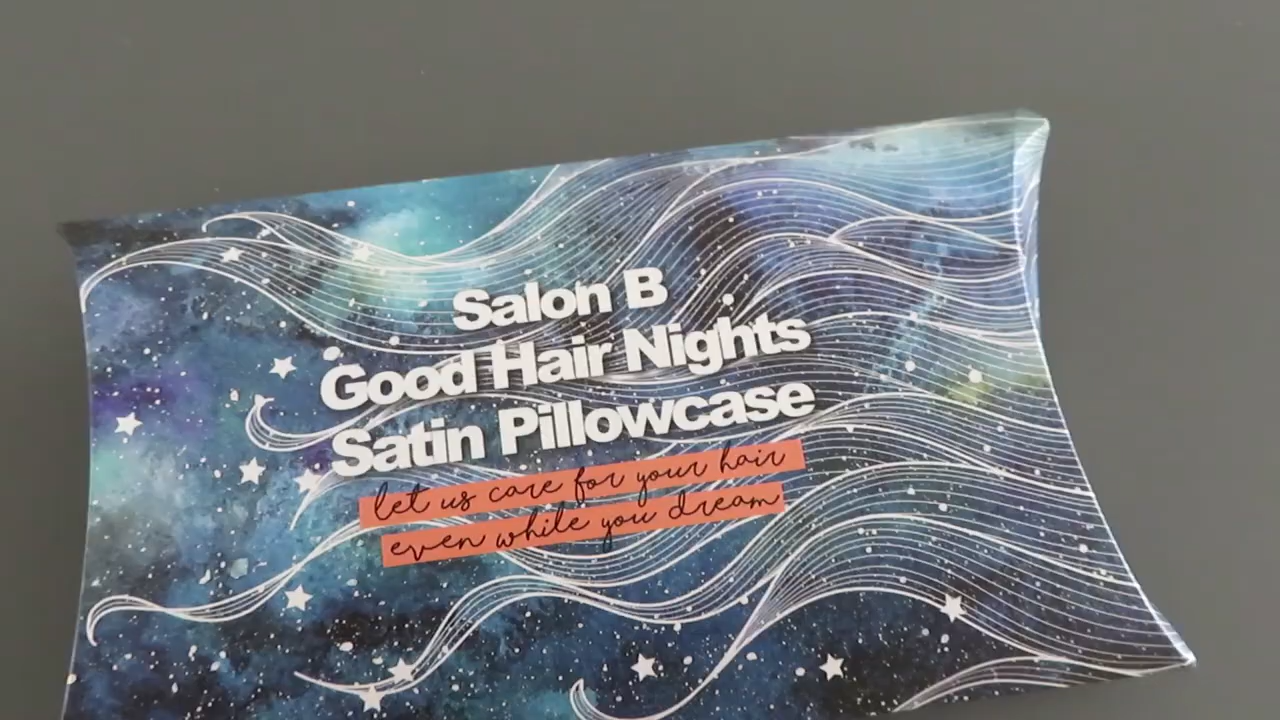 Salon B
Good Hair Nights
Satin Pillowcase
let us care for your hair
even while you dream